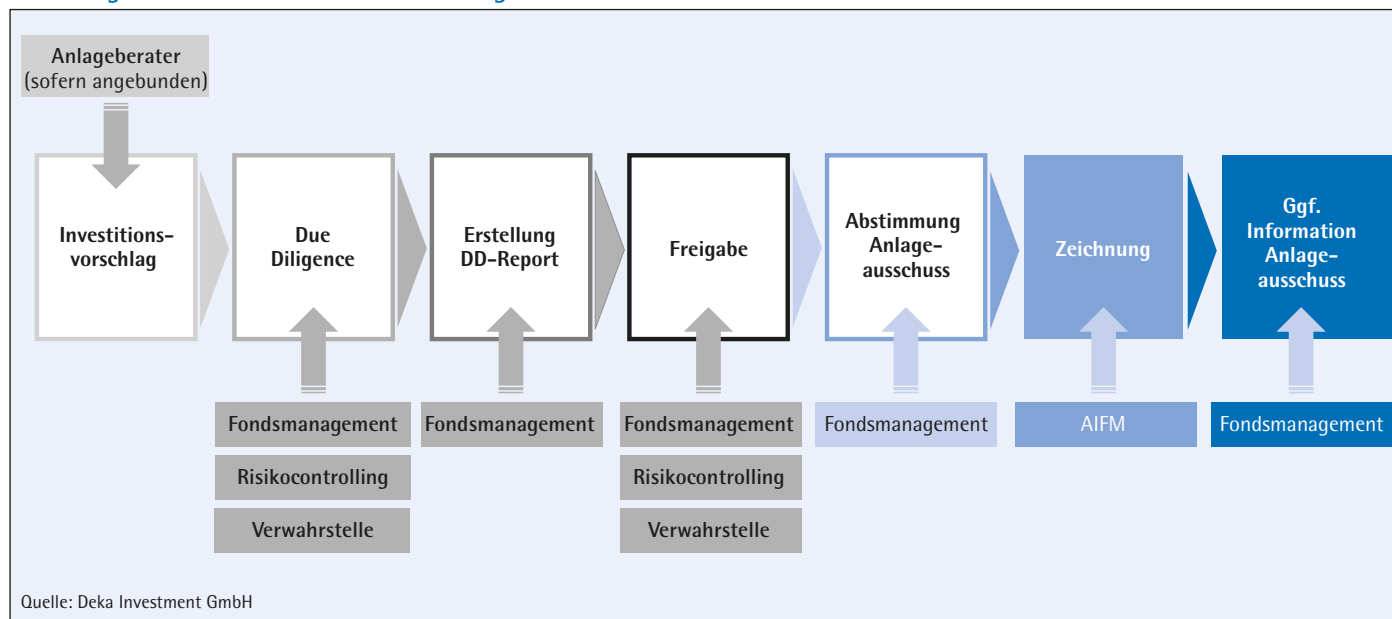 Anlageberater
(sofern angebunden)
Investitions-
vorschlag
Due
Diligence
Erstellung
DD-Report
Freigabe
Abstimmung
Anlage-
ausschuss
Zeichnung
Ggf.
Information
Anlage-
ausschuss
Fondsmanagement
Risikocontrolling
Verwahrstelle
Fondsmanagement
Fondsmanagement
Risikocontrolling
Verwahrstelle
Fondsmanagement
AIFM
Fondsmanagement
Quelle: Deka Investment GmbH